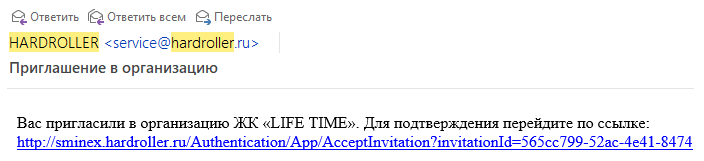 Ответить Ответить всем Переслать
HARDROLLER <service@hardroller.ru>
Приглашение в организацию
Вас пригласили в организацию ЖК «LIFE TIME». Для подтверждения перейдите по ссылке:
http://sminex.hardroller.ru/Authentication/App/AcceptInvitation?invitationId=565cc799-52ac-4e41-8474